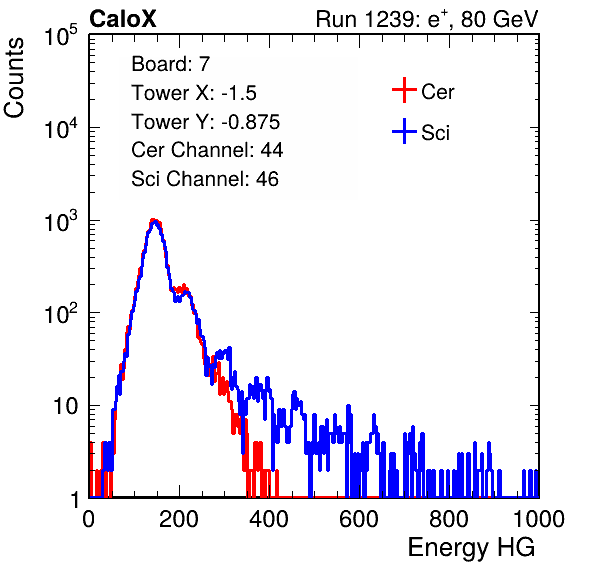 CaloX Run 1239: e⁺, 80 GeV
Counts
Board: 7
Tower X: -1.5
Tower Y: -0.875
Cer Channel: 44
Sci Channel: 46
Cer
Sci
10⁵
10⁴
10³
10²
10
1
0 200 400 600 800 1000
Energy HG